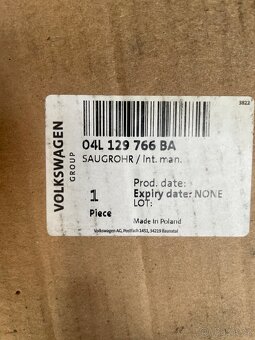 3822
VOLKSWAGEN
GROUP
04L 129 766 BA
SAUGROHR / Int. man.
1
Piece
Prod. date:
Expiry date: NONE
LOT:
Made in Poland
Volkswagen AG, Postfach 1451, 34219 Baunatal